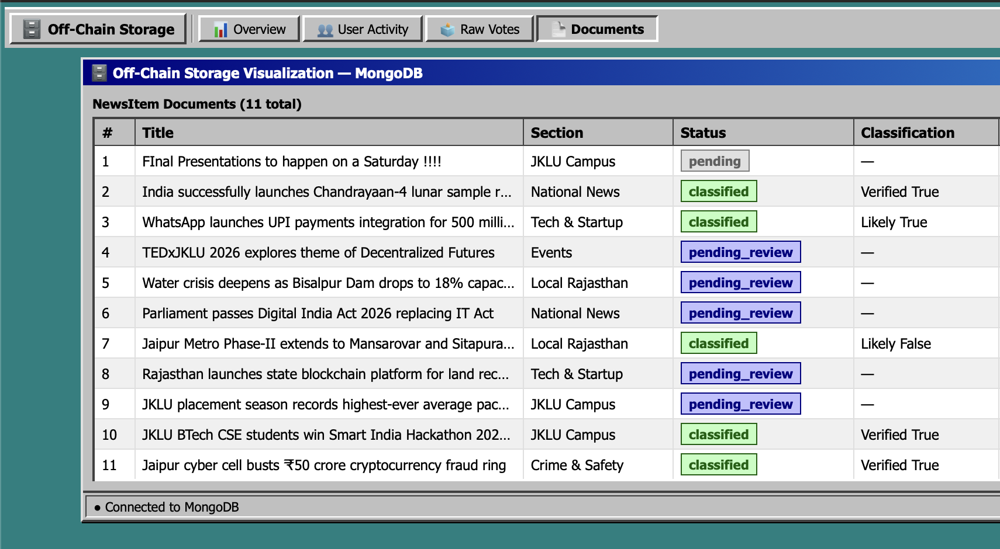 Off-Chain Storage Overview User Activity Raw Votes Documents
Off-Chain Storage Visualization — MongoDB
NewsItem Documents (11 total)
# Title Section Status Classification
1 FInal Presentations to happen on a Saturday !!!! JKLU Campus pending —
2 India successfully launches Chandrayaan-4 lunar sample r... National News classified Verified True
3 WhatsApp launches UPI payments integration for 500 milli... Tech & Startup classified Likely True
4 TEDxJKLU 2026 explores theme of Decentralized Futures Events pending_review —
5 Water crisis deepens as Bisalpur Dam drops to 18% capac... Local Rajasthan pending_review —
6 Parliament passes Digital India Act 2026 replacing IT Act National News pending_review —
7 Jaipur Metro Phase-II extends to Mansarovar and Sitapura... Local Rajasthan classified Likely False
8 Rajasthan launches state blockchain platform for land rec... Tech & Startup pending_review —
9 JKLU placement season records highest-ever average pac... JKLU Campus pending_review —
10 JKLU BTech CSE students win Smart India Hackathon 202... JKLU Campus classified Verified True
11 Jaipur cyber cell busts ₹50 crore cryptocurrency fraud ring Crime & Safety classified Verified True
● Connected to MongoDB